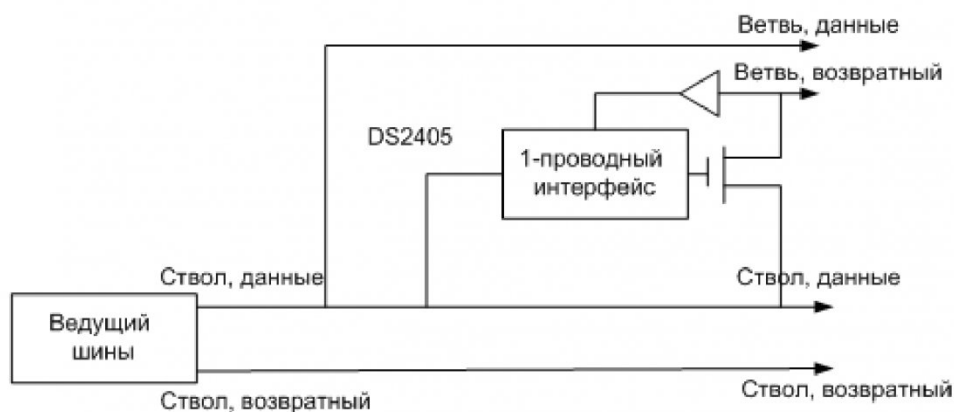 Ветвь, данные
Ветвь, возвратный
DS2405
1-проводный
интерфейс
Ствол, данные
Ствол, данные
Ведущий
шины
Ствол, возвратный
Ствол, возвратный